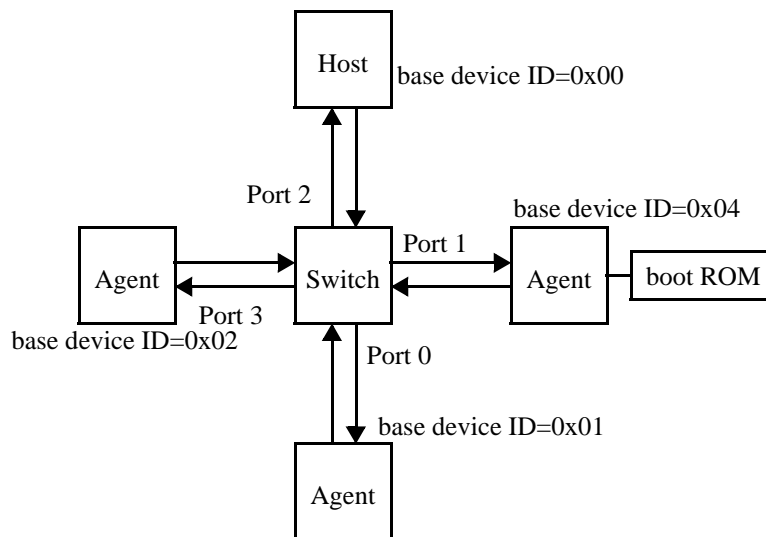 Host
base device ID=0x00
Port 2
base device ID=0x04
Port 1
Agent
Switch
Agent
boot ROM
Port 3
base device ID=0x02
Port 0
base device ID=0x01
Agent